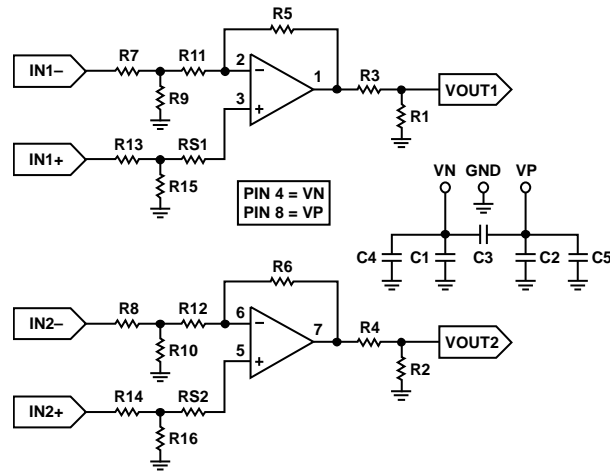 R5
IN1– R7 R11 2 – 1 R3 VOUT1
R9 3 + R1
IN1+ R13 RS1
R15
PIN 4 = VN
PIN 8 = VP
VN GND VP
C4 C1 C3 C2 C5
R6
IN2– R8 R12 6 – 7 R4 VOUT2
R10 5 + R2
IN2+ R14 RS2
R16